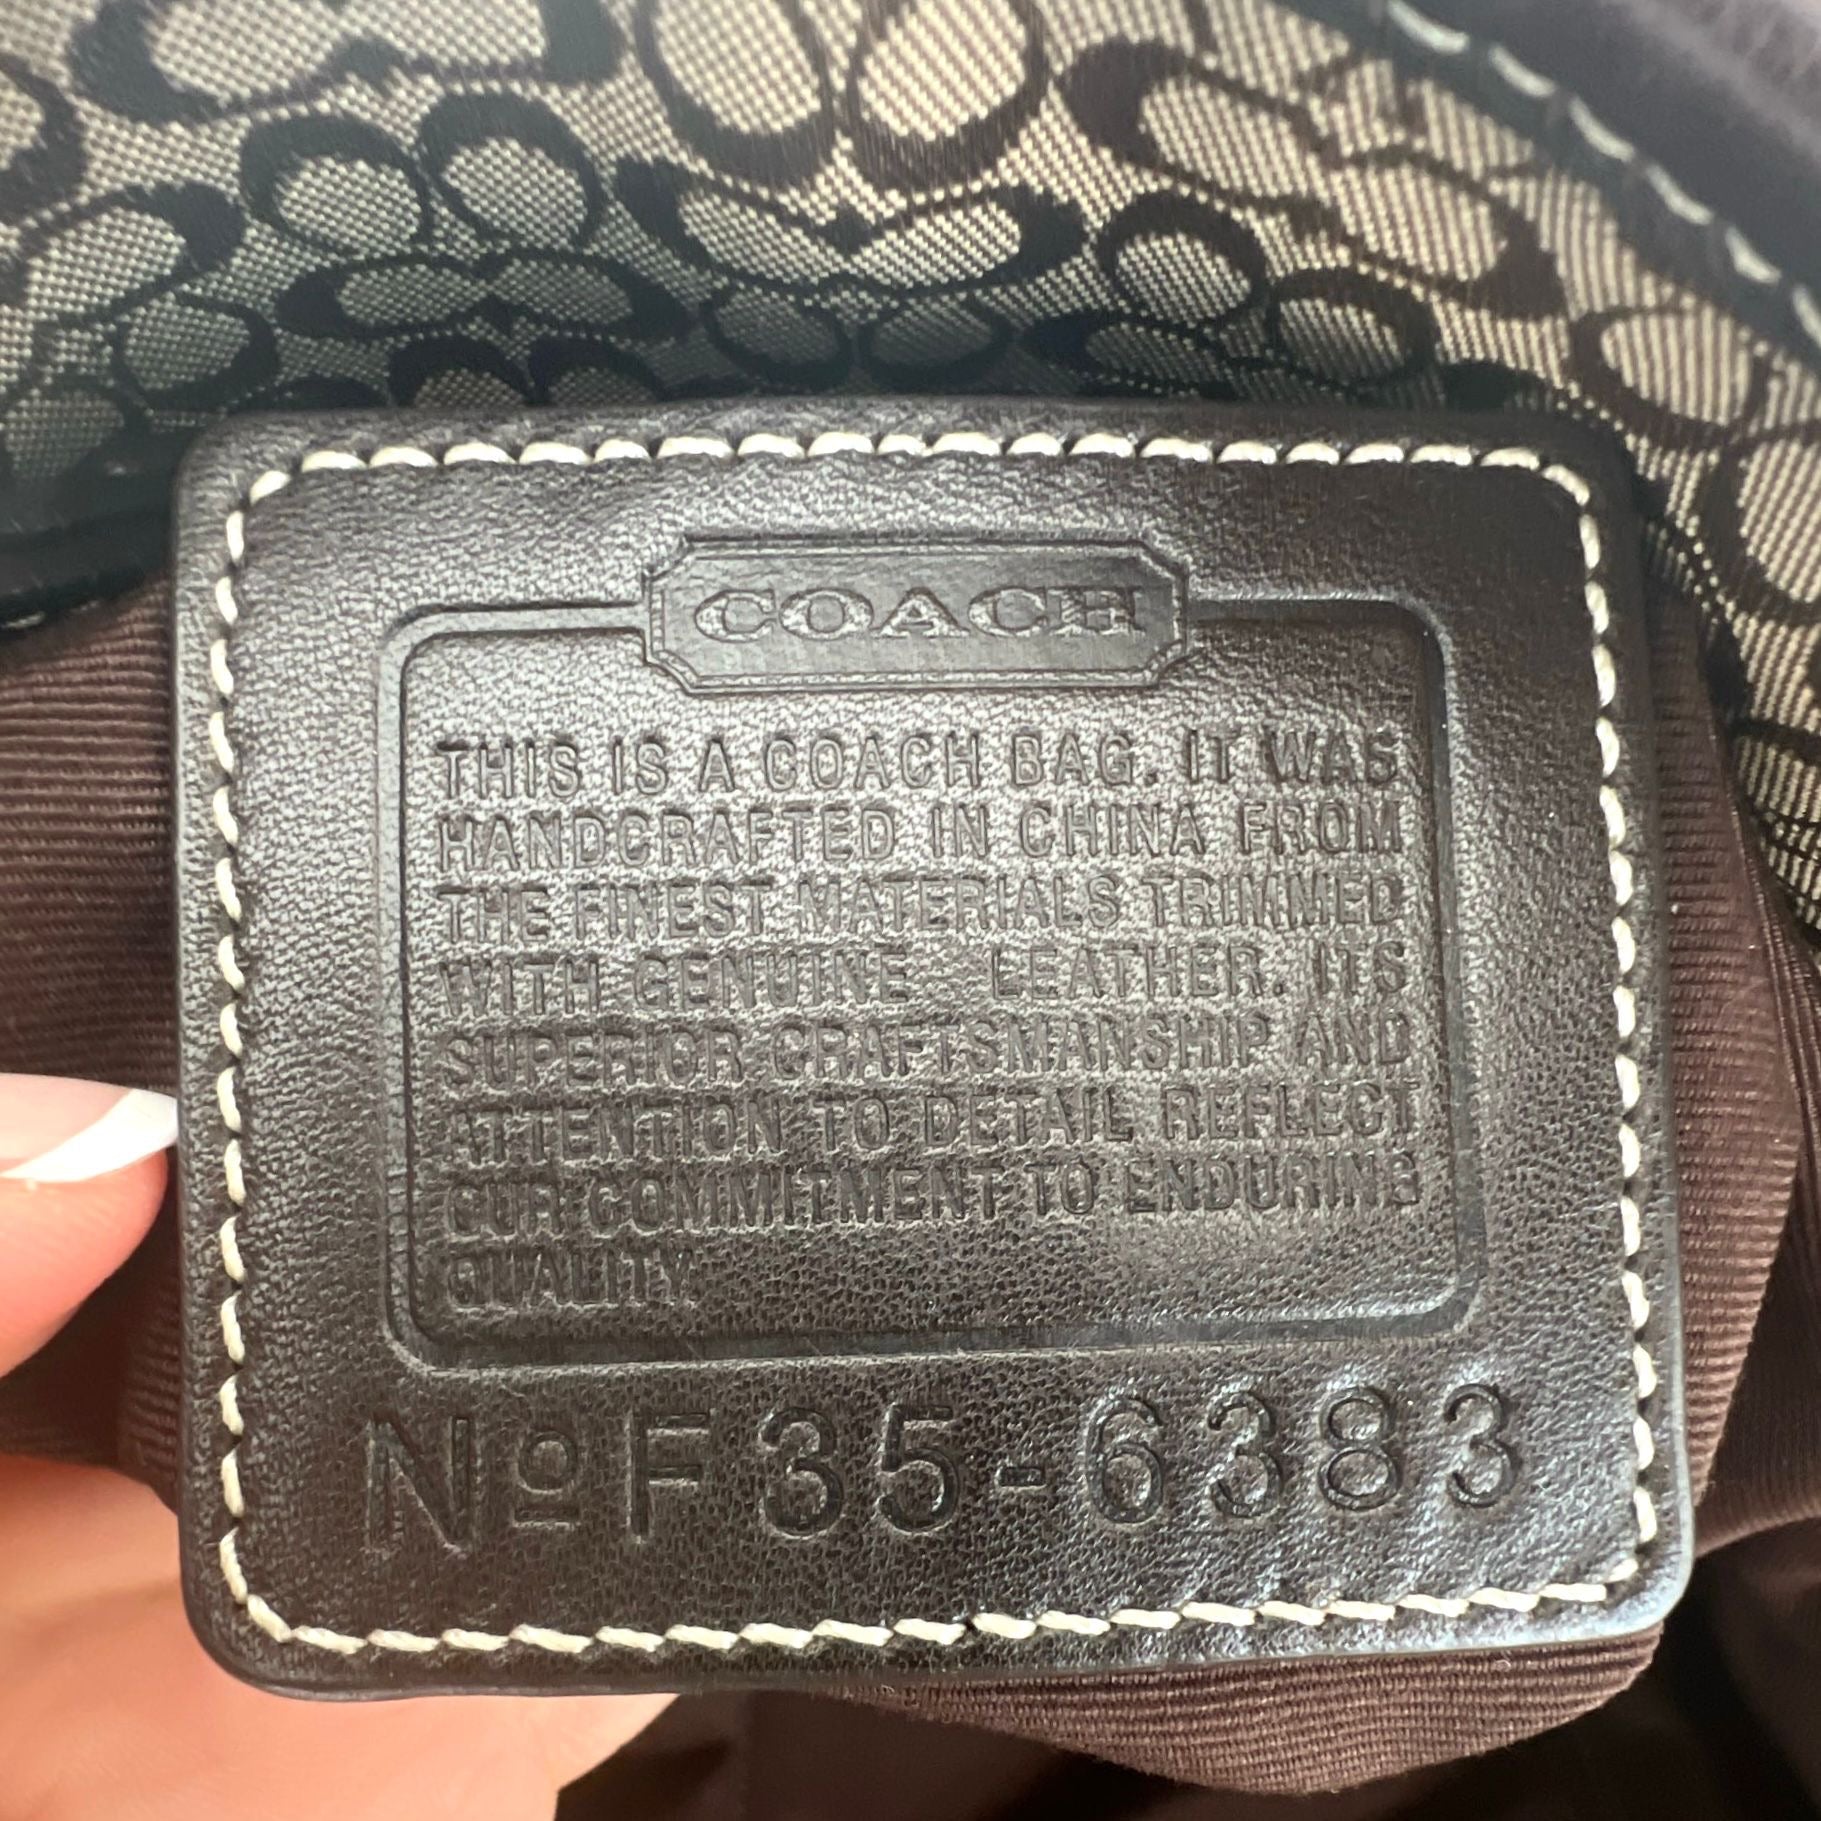 COACH
THIS IS A COACH BAG. IT WAS
HANDCRAFTED IN CHINA FROM
THE FINEST MATERIALS TRIMMED
WITH GENUINE LEATHER. ITS
SUPERIOR CRAFTSMANSHIP AND
ATTENTION TO DETAIL REFLECT
OUR COMMITMENT TO ENDURING
QUALITY.
Nº F35-6383